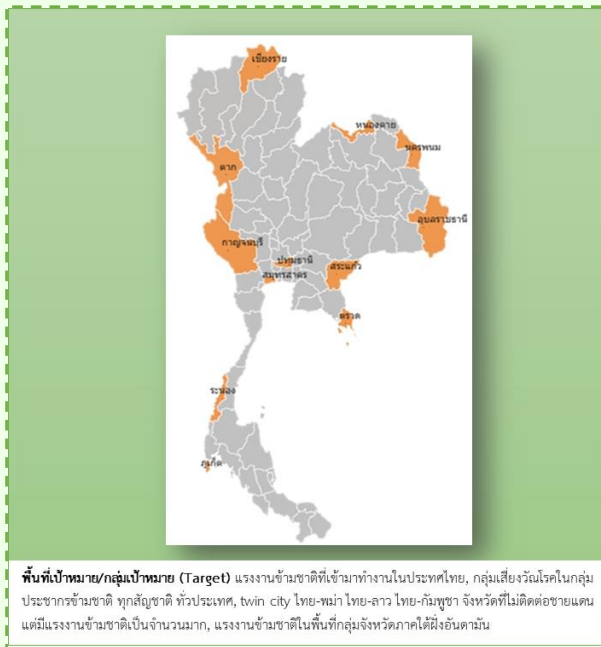 เชียงราย
หนองคาย
นครพนม
ตาก
อุบลราชธานี
กาญจนบุรี
ปทุมธานี
สระแก้ว
สมุทรสาคร
ตราด
ระนอง
ภูเก็ต
พื้นที่เป้าหมาย/กลุ่มเป้าหมาย (Target) แรงงานข้ามชาติที่เข้ามาทำงานในประเทศไทย, กลุ่มเสี่ยงวัณโรคในกลุ่ม
ประชากรข้ามชาติ ทุกสัญชาติ ทั่วประเทศ, twin city ไทย-พม่า ไทย-ลาว ไทย-กัมพูชา จังหวัดที่ไม่ติดต่อชายแดน
แต่มีแรงงานข้ามชาติเป็นจำนวนมาก, แรงงานข้ามชาติในพื้นที่กลุ่มจังหวัดภาคใต้ฝั่งอันดามัน